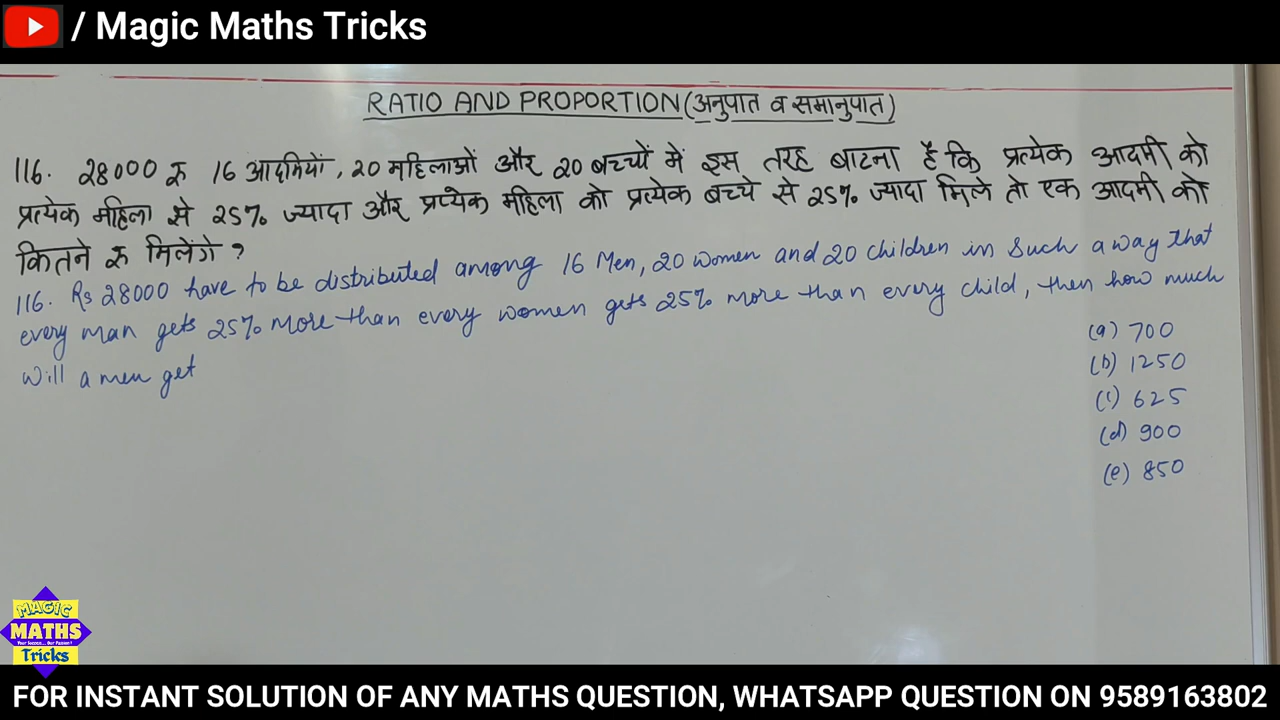 / Magic Maths Tricks
RATIO AND PROPORTION (अनुपात व समानुपात)
116. 28000 रु 16 आदमियों, 20 महिलाओं और 20 बच्चों में इस तरह बाटना है कि प्रत्येक आदमी को
प्रत्येक महिला से 25% ज्यादा और प्रत्येक महिला को प्रत्येक बच्चे से 25% ज्यादा मिले तो एक आदमी को
कितने रु मिलेंगे ?
116. Rs 28000 have to be distributed among 16 Men, 20 women and 20 children in such a way that
every man gets 25% more than every women gets 25% more than every child, then how much
will a men get
(a) 700
(b) 1250
(c) 625
(d) 900
(e) 850
MAGIC
MATHS
Tricks
FOR INSTANT SOLUTION OF ANY MATHS QUESTION, WHATSAPP QUESTION ON 9589163802